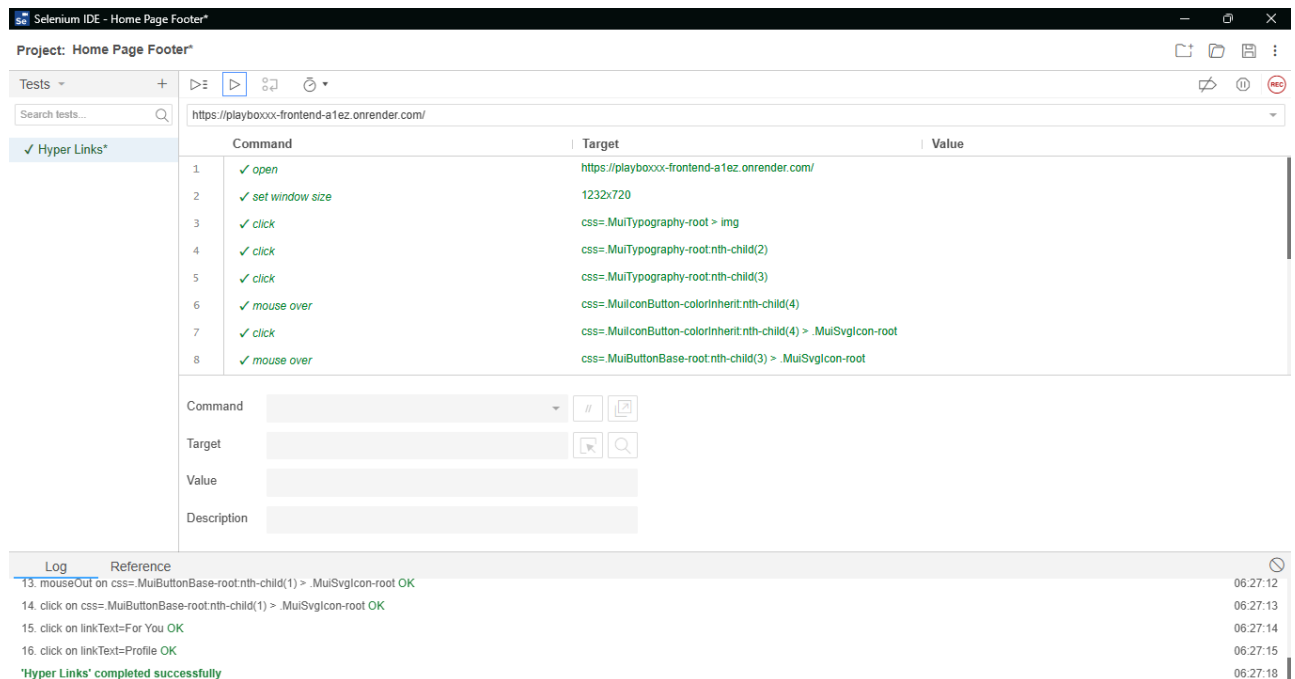 Se Selenium IDE - Home Page Footer*
Project: Home Page Footer*
Tests
Search tests...
✓ Hyper Links*
REC
https://playboxxx-frontend-a1ez.onrender.com/
Command Target Value
1 ✓ open https://playboxxx-frontend-a1ez.onrender.com/
2 ✓ set window size 1232x720
3 ✓ click css=.MuiTypography-root > img
4 ✓ click css=.MuiTypography-root:nth-child(2)
5 ✓ click css=.MuiTypography-root:nth-child(3)
6 ✓ mouse over css=.MuiIconButton-colorInherit:nth-child(4)
7 ✓ click css=.MuiIconButton-colorInherit:nth-child(4) > .MuiSvgIcon-root
8 ✓ mouse over css=.MuiButtonBase-root:nth-child(3) > .MuiSvgIcon-root
Command //
Target
Value
Description
Log Reference
13. mouseOut on css=.MuiButtonBase-root:nth-child(1) > .MuiSvgIcon-root OK 06:27:12
14. click on css=.MuiButtonBase-root:nth-child(1) > .MuiSvgIcon-root OK 06:27:13
15. click on linkText=For You OK 06:27:14
16. click on linkText=Profile OK 06:27:15
'Hyper Links' completed successfully 06:27:18